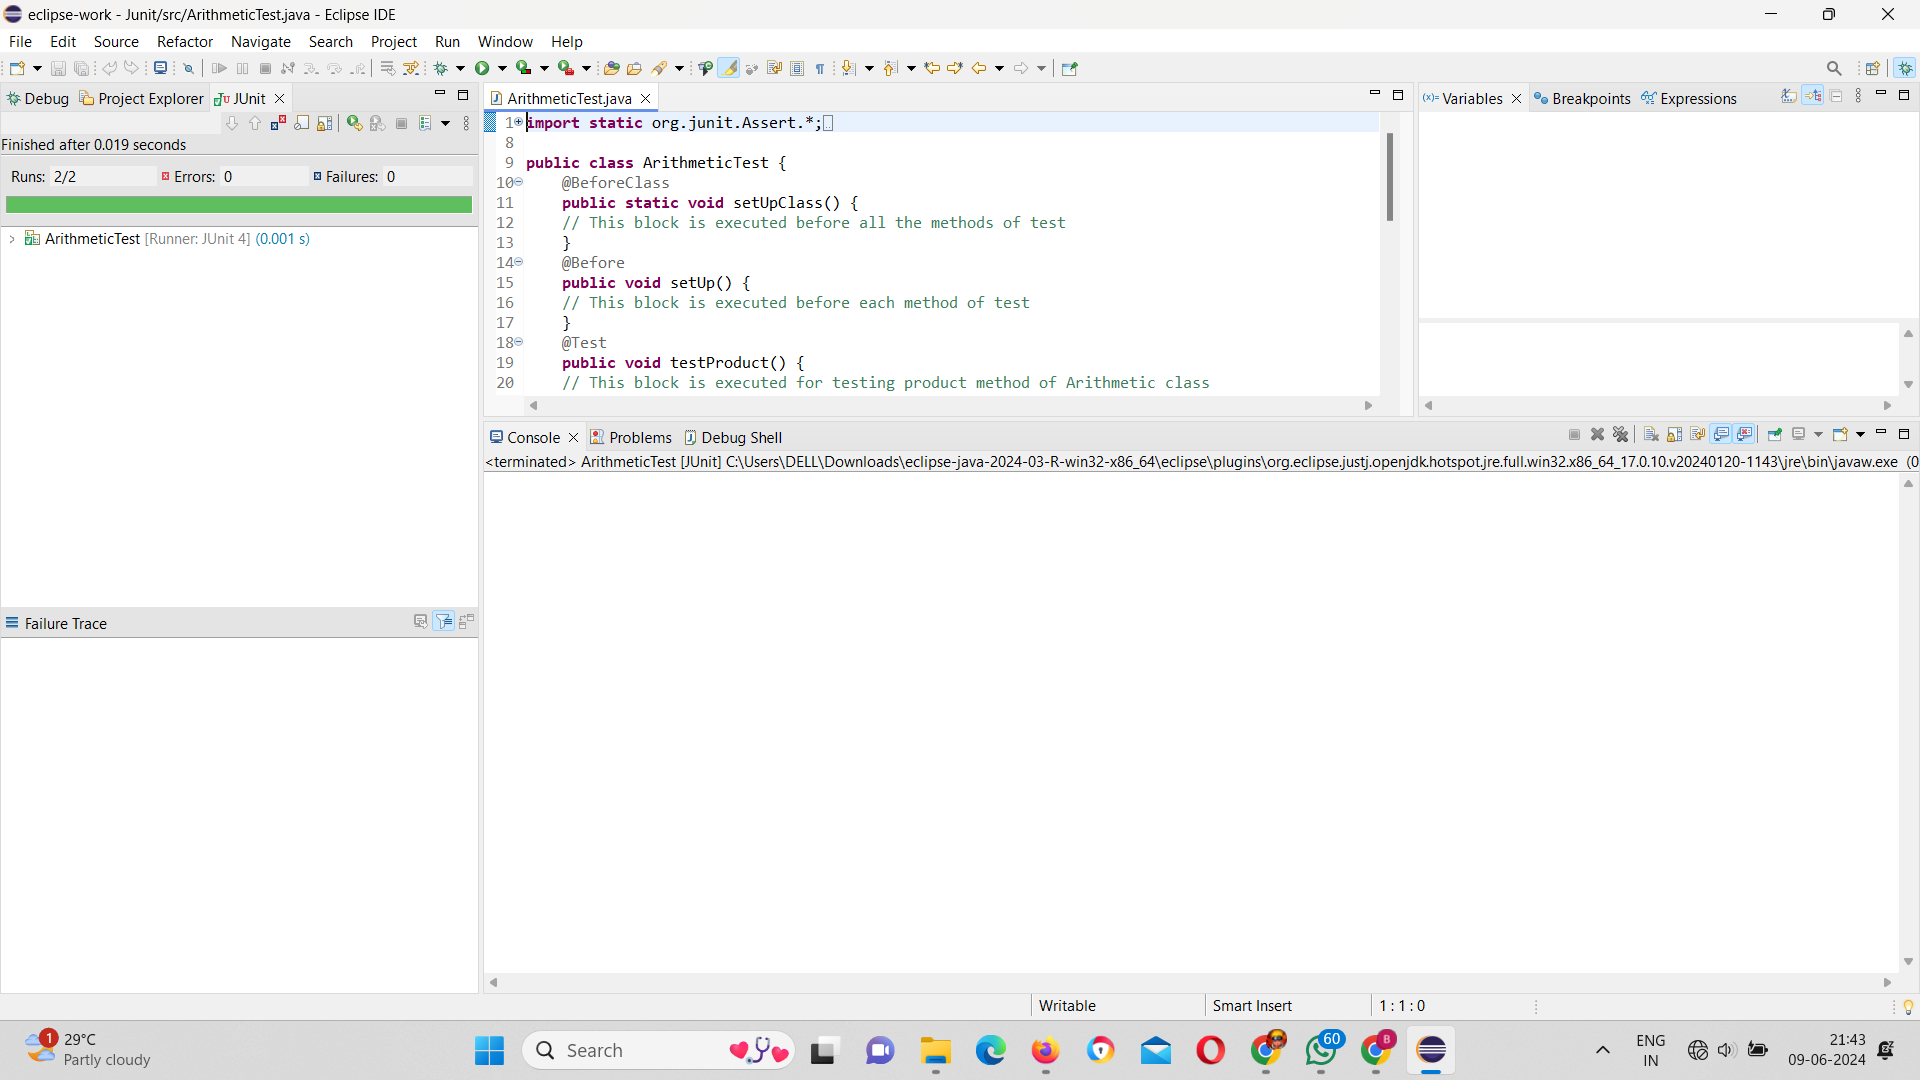 eclipse-work - Junit/src/ArithmeticTest.java - Eclipse IDE
File Edit Source Refactor Navigate Search Project Run Window Help
Debug Project Explorer JUnit
Finished after 0.019 seconds
Runs: 2/2 Errors: 0 Failures: 0
ArithmeticTest [Runner: JUnit 4] (0.001 s)
Failure Trace
ArithmeticTest.java
1 import static org.junit.Assert.*;
8
9 public class ArithmeticTest {
10 @BeforeClass
11 public static void setUpClass() {
12 // This block is executed before all the methods of test
13 }
14 @Before
15 public void setUp() {
16 // This block is executed before each method of test
17 }
18 @Test
19 public void testProduct() {
20 // This block is executed for testing product method of Arithmetic class
(x)= Variables Breakpoints Expressions
Console Problems Debug Shell
<terminated> ArithmeticTest [JUnit] C:\Users\DELL\Downloads\eclipse-java-2024-03-R-win32-x86_64\eclipse\plugins\org.eclipse.justj.openjdk.hotspot.jre.full.win32.x86_64_17.0.10.v20240120-1143\jre\bin\javaw.exe (0
Writable Smart Insert 1 : 1 : 0
1
29°C
Partly cloudy
Search
60
B
ENG
IN
21:43
09-06-2024